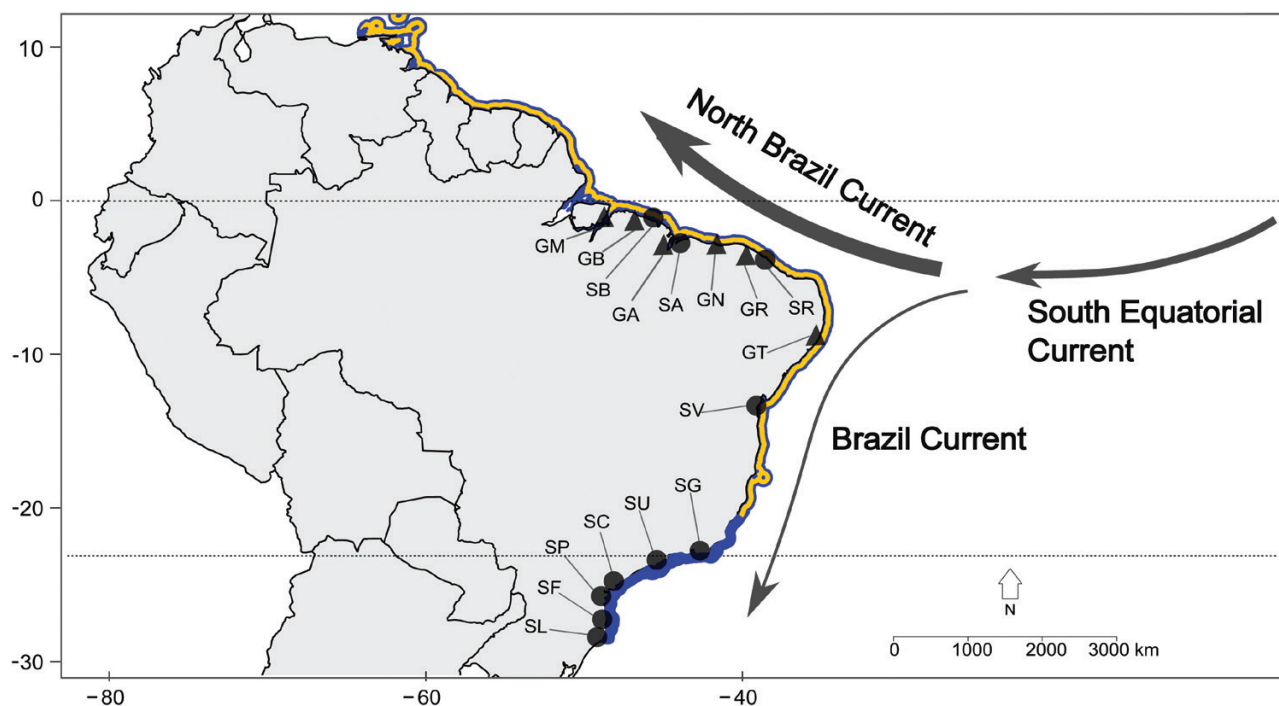 10
0
-10
-20
-30
−80
−60
−40
North Brazil Current
South Equatorial
Current
Brazil Current
GM
GB
SB
GA
SA
GN
GR
SR
GT
SV
SG
SU
SC
SP
SF
SL
N
0 1000 2000 3000 km